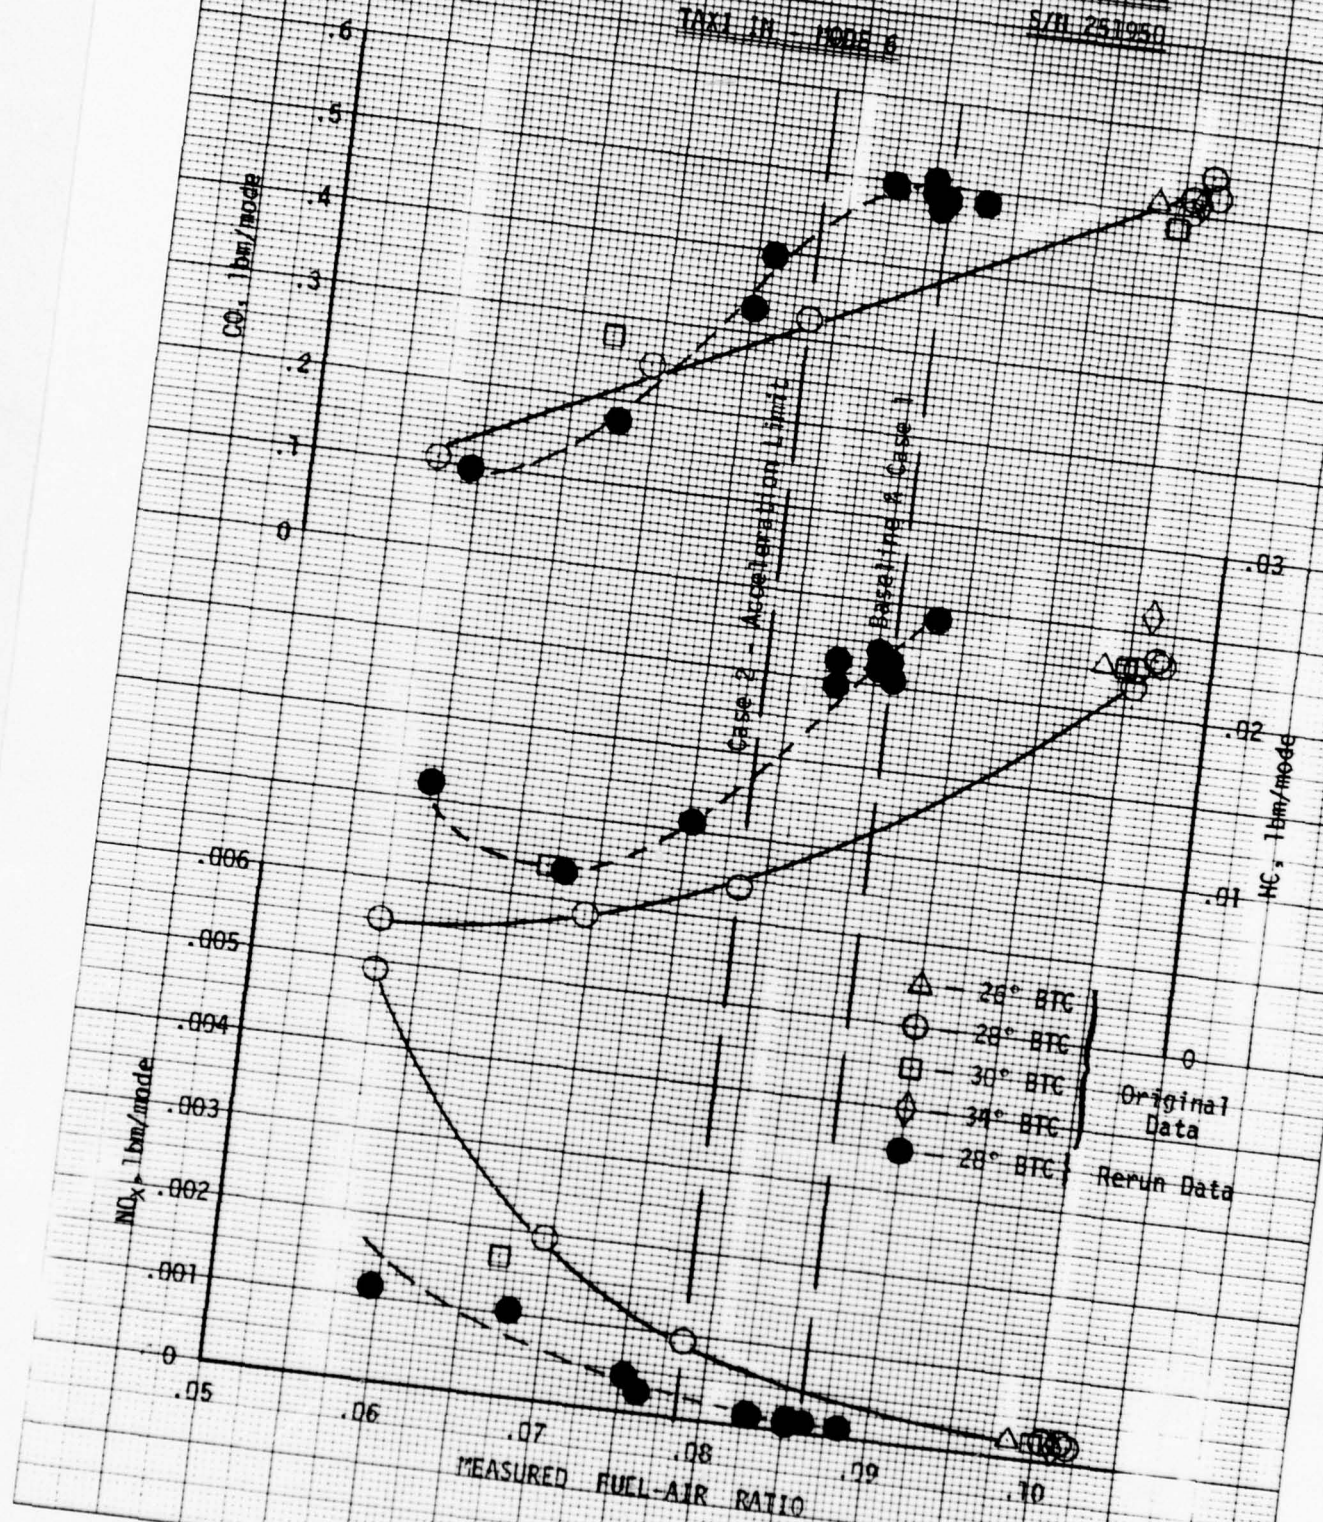 TAXI IN - MODE 6
S/N 251950
.6
.5
.4
.3
.2
.1
0
CO, lbm/mode
Case 2 - Acceleration Limit
Baseline & Case 1
.03
.02
.01
0
HC, lbm/mode
.006
.005
.004
.003
.002
.001
0
NOx, lbm/mode
— 26° BTC
— 28° BTC
— 30° BTC
— 34° BTC
Original
Data
— 28° BTC } Rerun Data
.05 .06 .07 .08 .09 .10
MEASURED FUEL-AIR RATIO